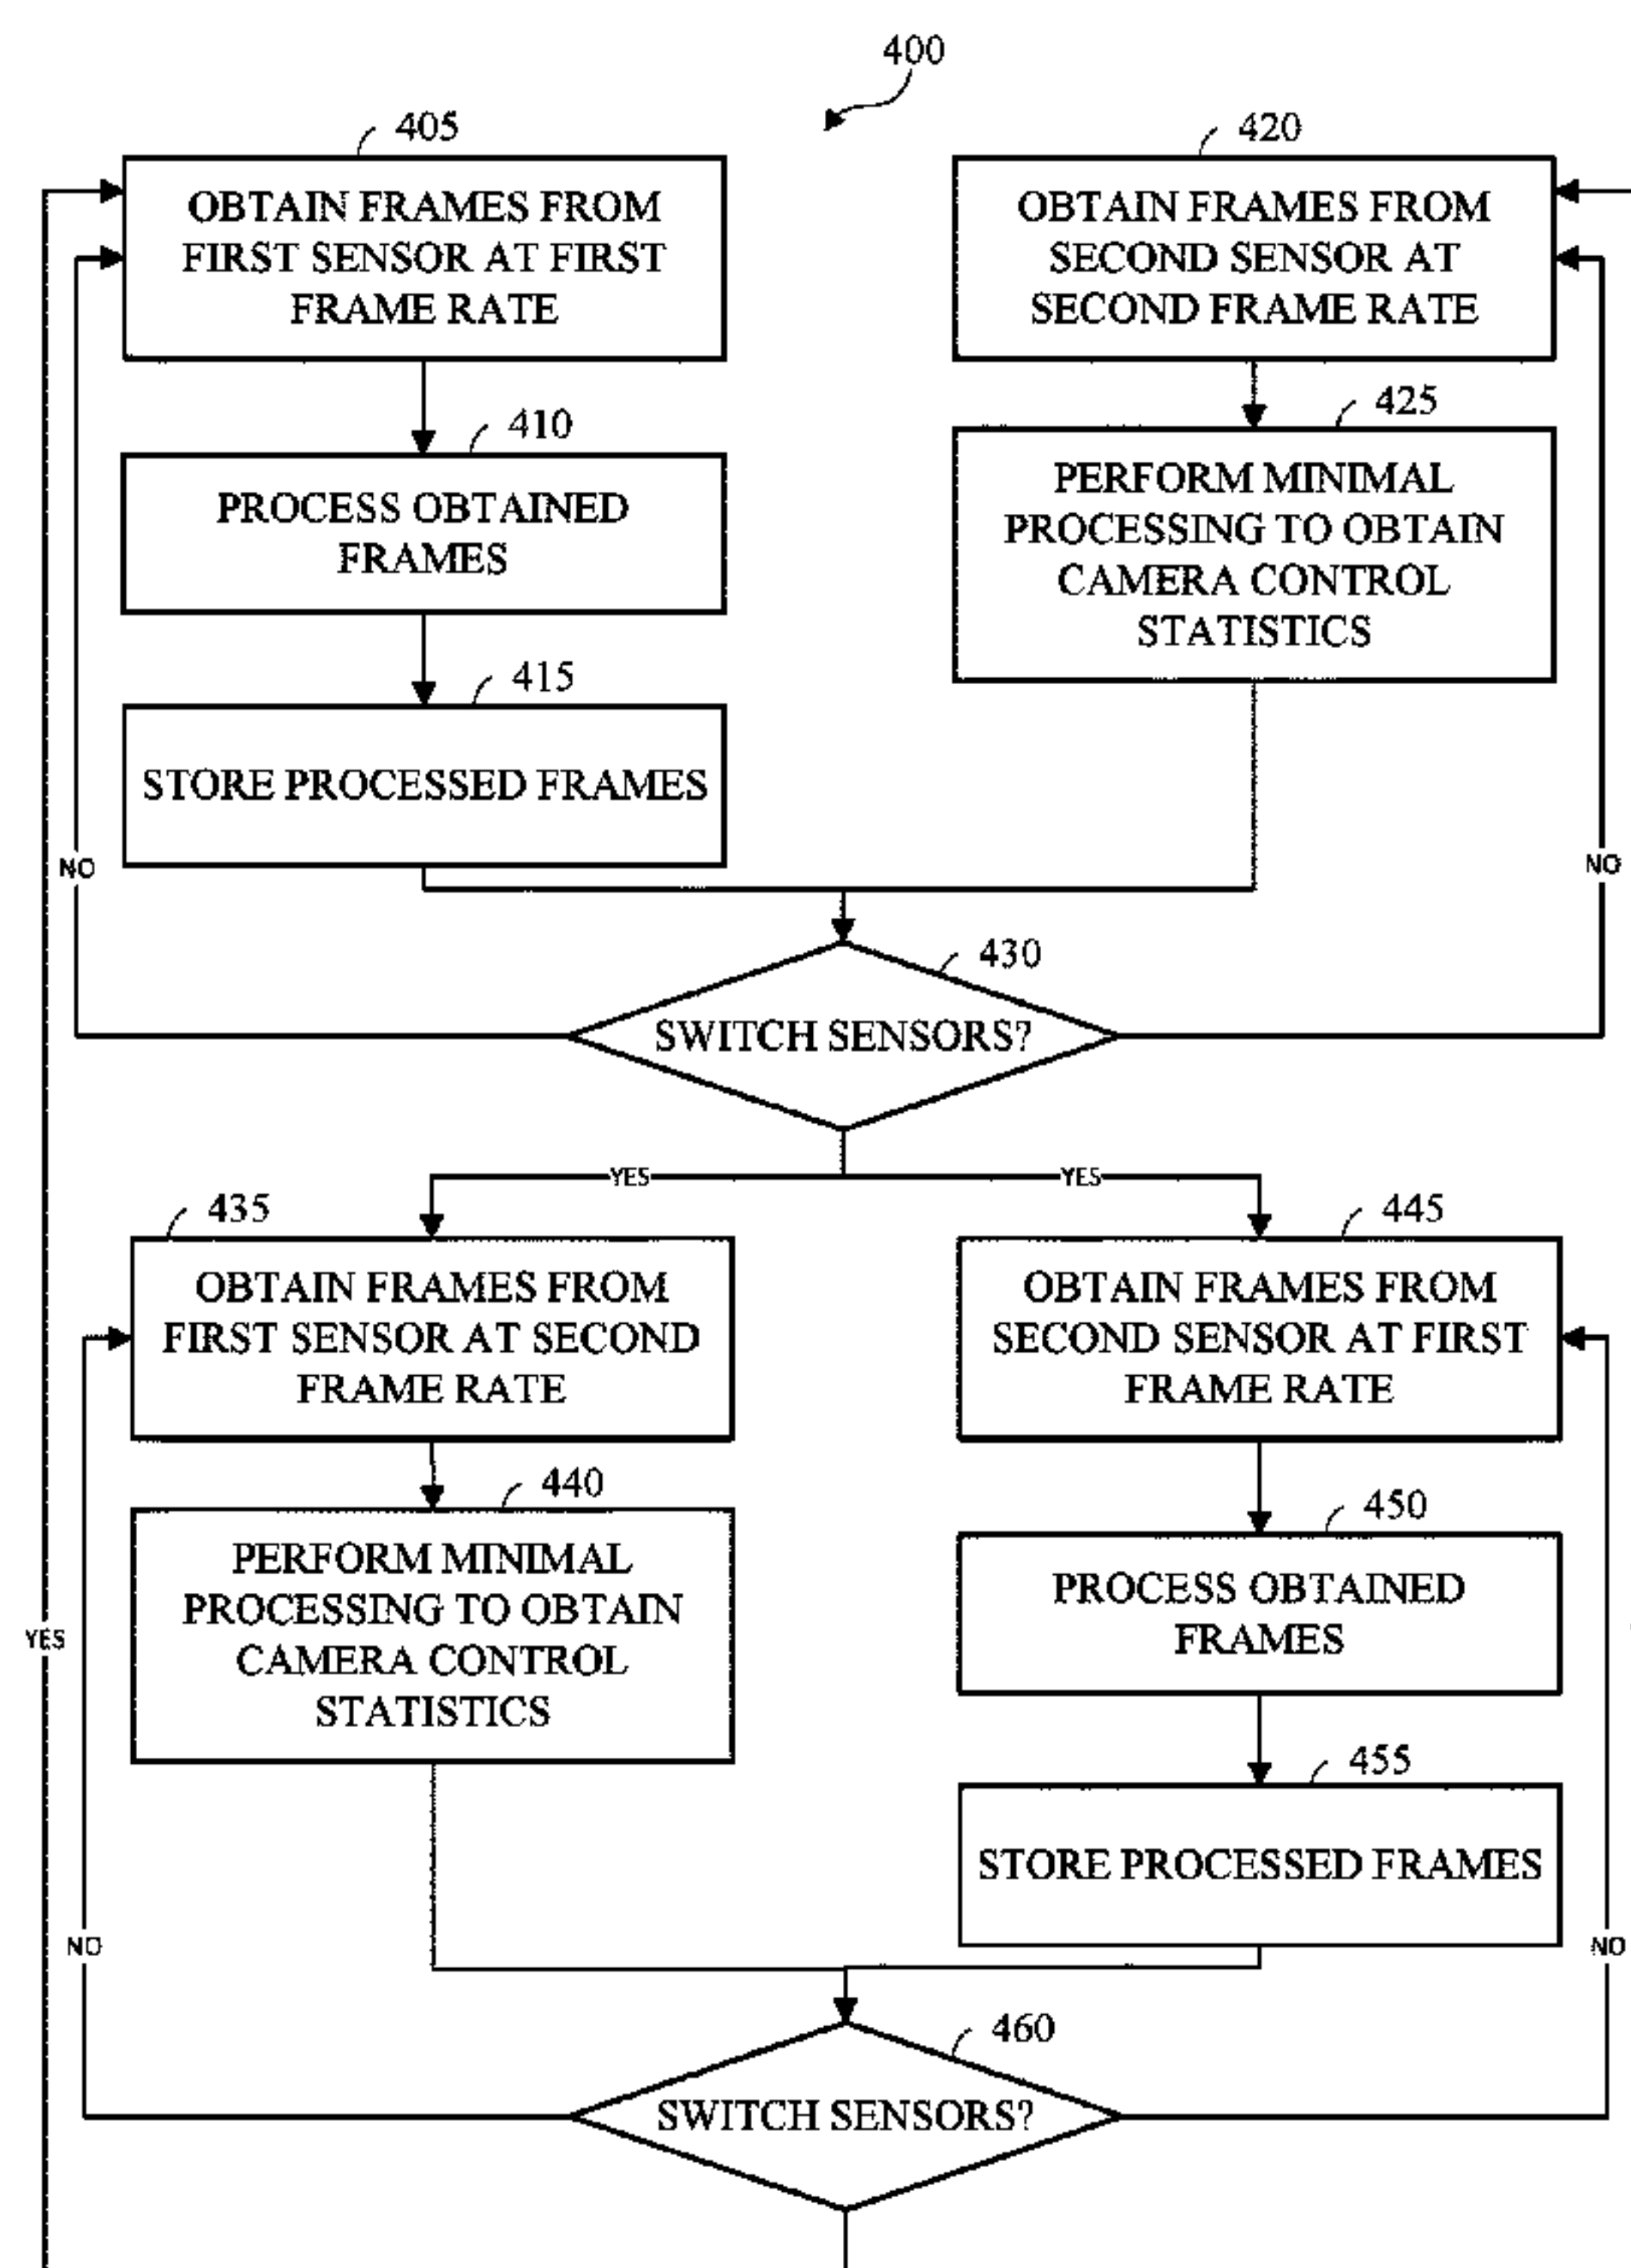 400
405
OBTAIN FRAMES FROM
FIRST SENSOR AT FIRST
FRAME RATE
410
PROCESS OBTAINED
FRAMES
415
STORE PROCESSED FRAMES
420
OBTAIN FRAMES FROM
SECOND SENSOR AT
SECOND FRAME RATE
425
PERFORM MINIMAL
PROCESSING TO OBTAIN
CAMERA CONTROL
STATISTICS
NO
NO
430
SWITCH SENSORS?
YES
YES
435
OBTAIN FRAMES FROM
FIRST SENSOR AT SECOND
FRAME RATE
440
PERFORM MINIMAL
PROCESSING TO OBTAIN
CAMERA CONTROL
STATISTICS
445
OBTAIN FRAMES FROM
SECOND SENSOR AT FIRST
FRAME RATE
450
PROCESS OBTAINED
FRAMES
455
STORE PROCESSED FRAMES
YES
NO
NO
460
SWITCH SENSORS?